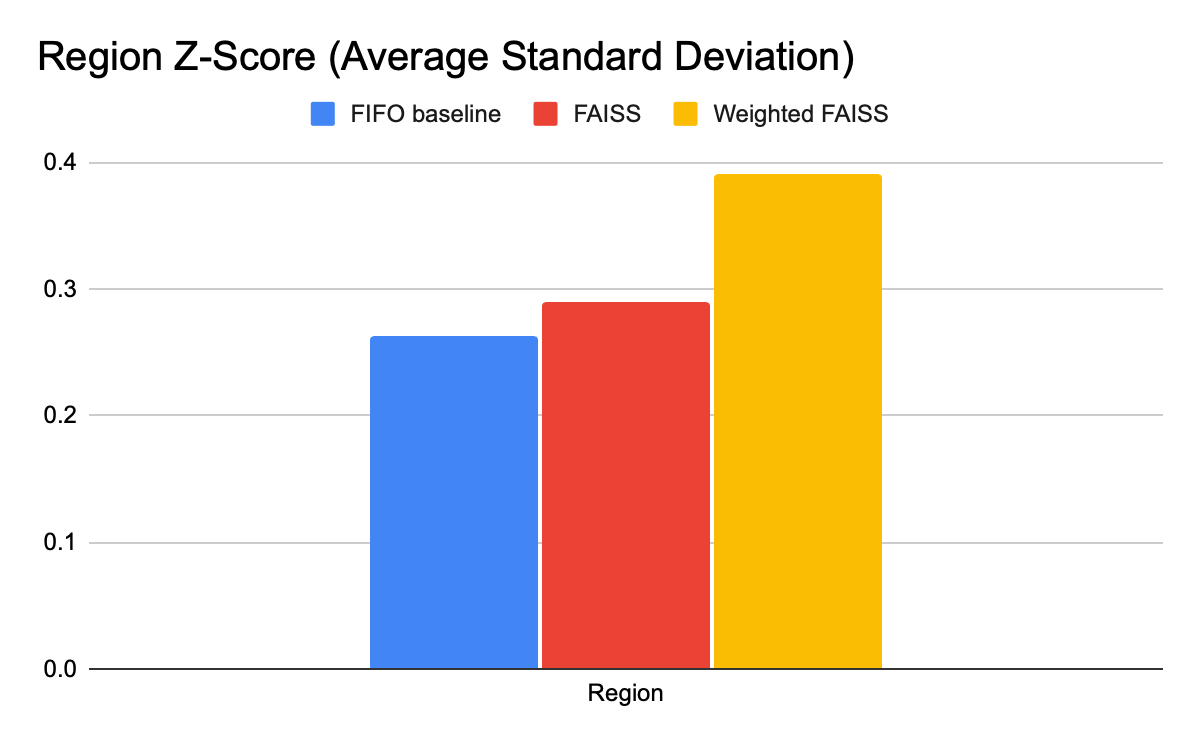 Region Z-Score (Average Standard Deviation)
FIFO baseline FAISS Weighted FAISS
0.4
0.3
0.2
0.1
0.0
Region